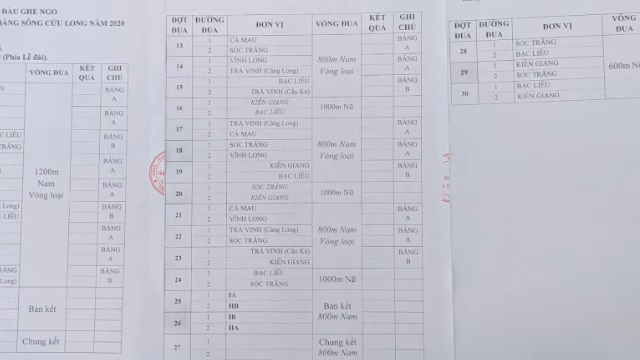 ĐẤU GHE NGO
BẰNG SÔNG CỬU LONG NĂM 2020
(Phía Lễ đài).
VÒNG ĐUA KẾT QUẢ GHI CHÚ
BẢNG A
BẢNG A
BẢNG B
BẢNG A
BẢNG A
BẢNG B
BẢNG A
BẢNG B
1200m
Nam
Vòng loại
Bán kết
Chung kết
ĐỢT ĐUA ĐƯỜNG ĐUA ĐƠN VỊ VÒNG ĐUA KẾT QUẢ GHI CHÚ
13 1 CÀ MAU BẢNG A
2 SÓC TRĂNG
14 1 VĨNH LONG 800m Nam
2 TRÀ VINH (Càng Long) Vòng loại
15 1 BẠC LIÊU BẢNG B
2 TRÀ VINH (Cầu Kè)
16 1 KIÊN GIANG 1000m Nữ
2 BẠC LIÊU
17 1 TRÀ VINH (Càng Long) BẢNG A
2 CÀ MAU
18 1 SÓC TRĂNG 800m Nam
2 VĨNH LONG Vòng loại
19 1 KIÊN GIANG BẢNG B
2 BẠC LIÊU
20 1 SÓC TRĂNG 1000m Nữ
2 KIÊN GIANG
21 1 CÀ MAU BẢNG A
2 VĨNH LONG
22 1 TRÀ VINH (Càng Long) 800m Nam
2 SÓC TRĂNG Vòng loại
23 1 TRÀ VINH (Cầu Kè) BẢNG B
2 KIÊN GIANG
24 1 BẠC LIÊU 1000m Nữ
2 SÓC TRĂNG
25 1 IA Bán kết
2 IIB 800m Nam
26 1 IB
2 IIA
27 1 Chung kết
2 800m Nam
ĐỢT ĐUA ĐƯỜNG ĐUA ĐƠN VỊ VÒNG ĐUA
28 1 SÓC TRĂNG
2 BẠC LIÊU
29 1 KIÊN GIANG 600m
2 SÓC TRĂNG
30 1 BẠC LIÊU
2 KIÊN GIANG